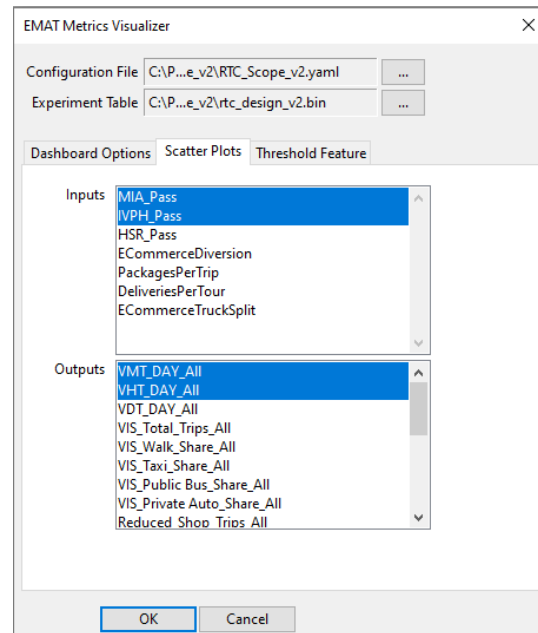 EMAT Metrics Visualizer
Configuration File C:\P...e_v2\RTC_Scope_v2.yaml ...
Experiment Table C:\P...e_v2\rtc_design_v2.bin ...
Dashboard Options Scatter Plots Threshold Feature
Inputs MIA_Pass
IVPH_Pass
HSR_Pass
ECommerceDiversion
PackagesPerTrip
DeliveriesPerTour
ECommerceTruckSplit
Outputs VMT_DAY_All
VHT_DAY_All
VDT_DAY_All
VIS_Total_Trips_All
VIS_Walk_Share_All
VIS_Taxi_Share_All
VIS_Public Bus_Share_All
VIS_Private Auto_Share_All
Reduced_Shop_Trips_All
OK Cancel